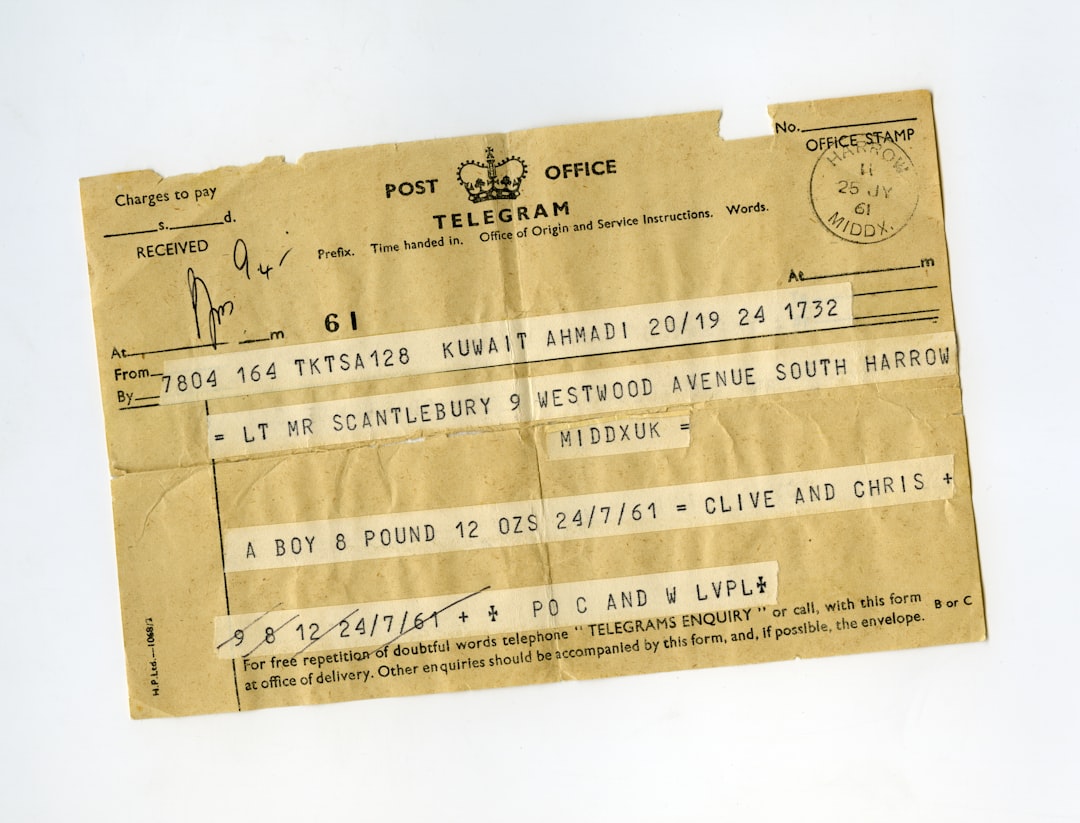 No.
OFFICE STAMP
HARROW
11
25 JY
61
MIDDX.
Charges to pay
s. d.
POST OFFICE
TELEGRAM
RECEIVED
Prefix. Time handed in. Office of Origin and Service Instructions. Words.
At m
61
At m
From
By
7804 164 TKTSA128 KUWAIT AHMADI 20/19 24 1732
= LT MR SCANTLEBURY 9 WESTWOOD AVENUE SOUTH HARROW
MIDDXUK =
A BOY 8 POUND 12 OZS 24/7/61 = CLIVE AND CHRIS +
9 8 12 24/7/61 + ✠ PO C AND W LVPL✠
For free repetition of doubtful words telephone "TELEGRAMS ENQUIRY" or call, with this form
at office of delivery. Other enquiries should be accompanied by this form, and, if possible, the envelope.
B or C
H.P.Ltd.—1068/2